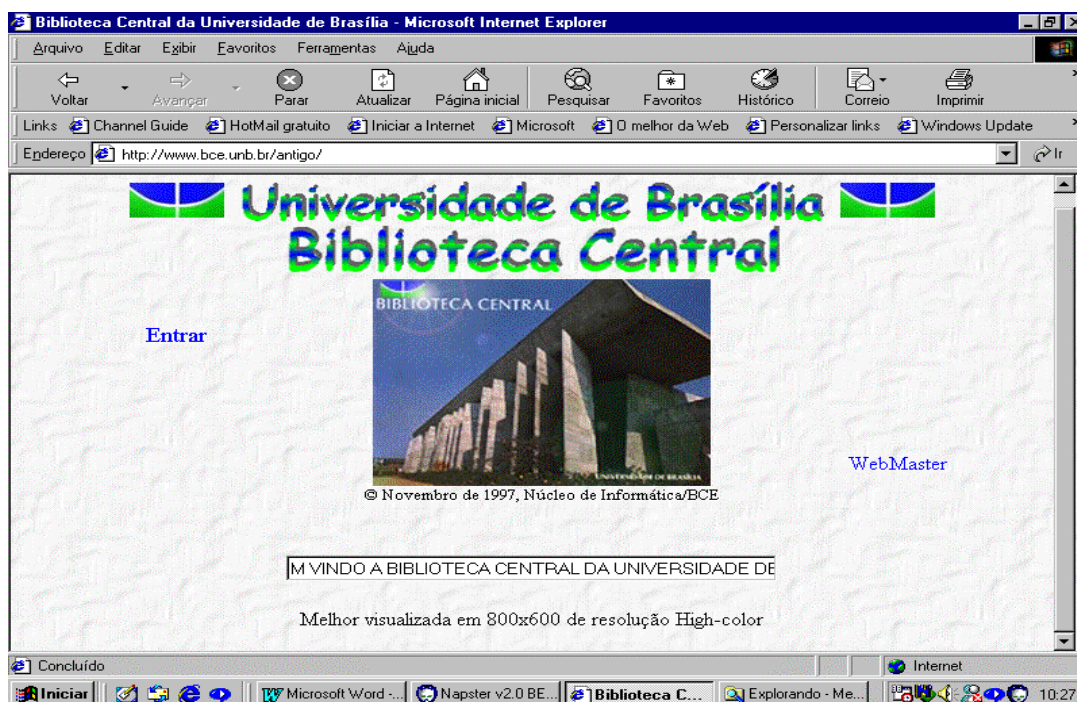 Biblioteca Central da Universidade de Brasília - Microsoft Internet Explorer
Arquivo Editar Exibir Favoritos Ferramentas Ajuda
Voltar Avançar Parar Atualizar Página inicial Pesquisar Favoritos Histórico Correio Imprimir
Links Channel Guide HotMail gratuito Iniciar a Internet Microsoft O melhor da Web Personalizar links Windows Update
Endereço http://www.bce.unb.br/antigo/ Ir
Universidade de Brasília
Biblioteca Central
BIBLIOTECA CENTRAL
Entrar
WebMaster
UNIVERSIDADE DE BRASÍLIA
© Novembro de 1997, Núcleo de Informática/BCE
M VINDO A BIBLIOTECA CENTRAL DA UNIVERSIDADE DE
Melhor visualizada em 800x600 de resolução High-color
Concluído Internet
Iniciar Microsoft Word -... Napster v2.0 BE... Biblioteca C... Explorando - Me... 10:27